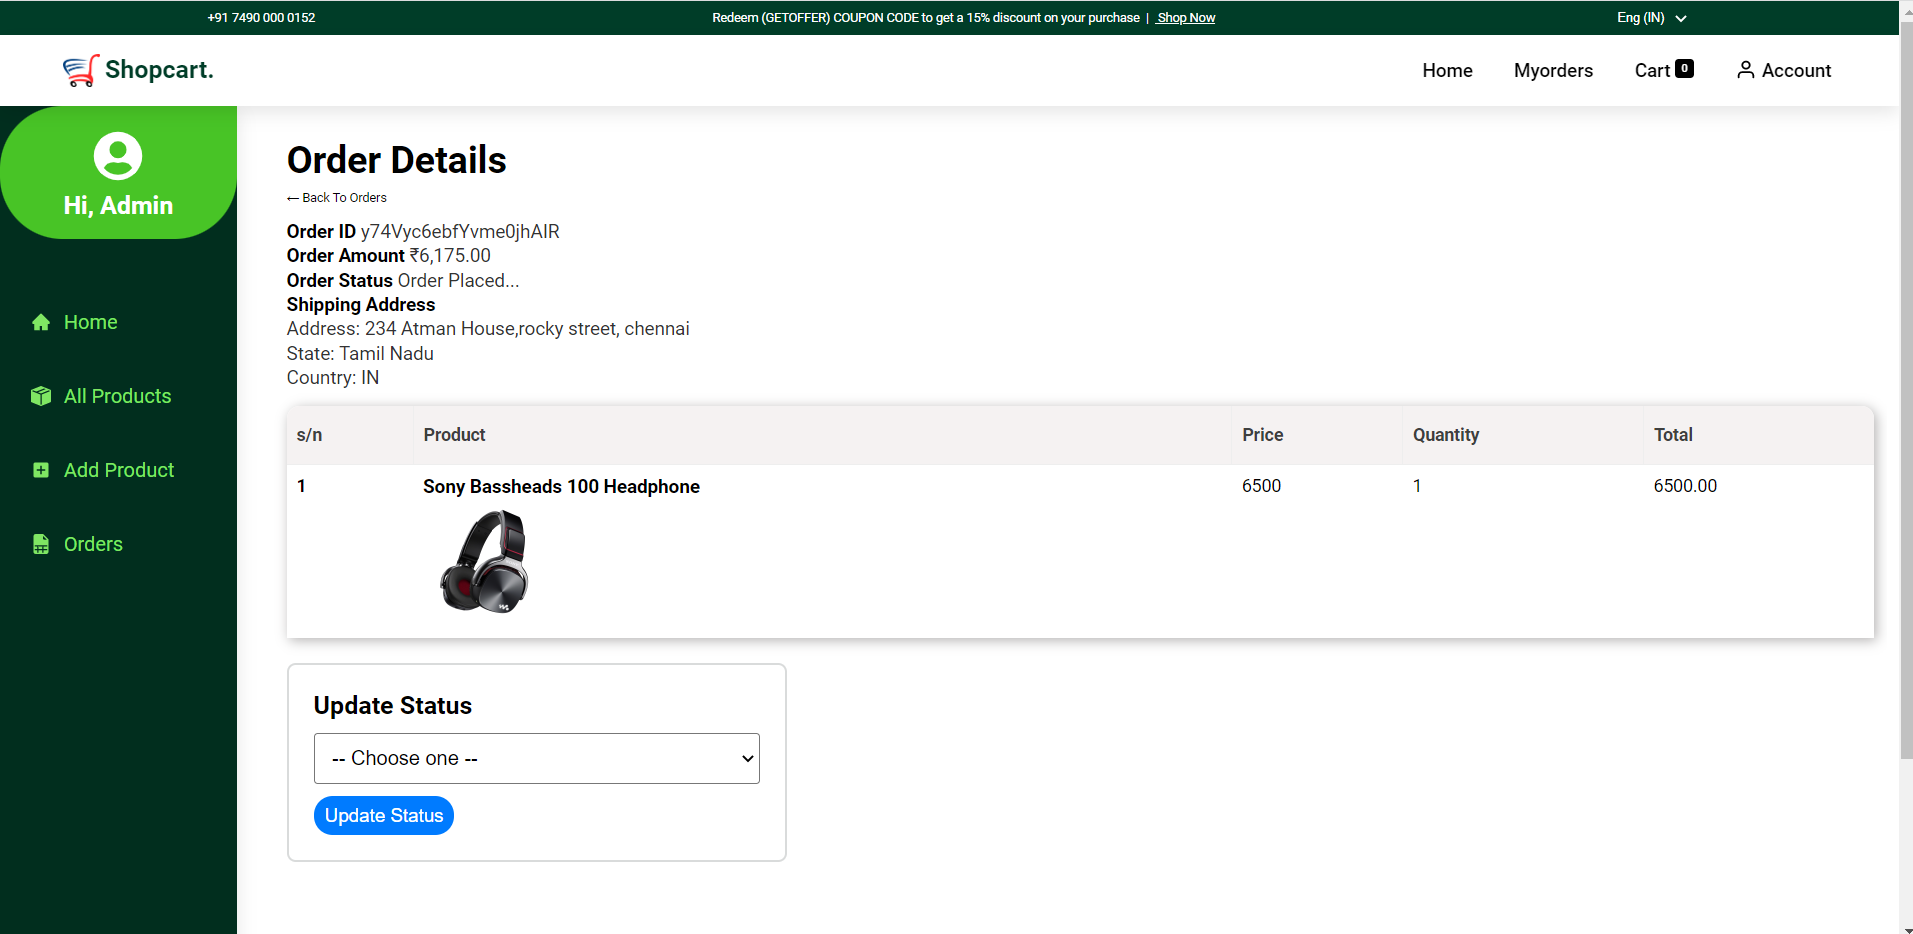 +91 7490 000 0152
Redeem (GETOFFER) COUPON CODE to get a 15% discount on your purchase | Shop Now
Eng (IN)
Shopcart.
Home
Myorders
Cart 0
Account
Hi, Admin
Home
All Products
Add Product
Orders
Order Details
← Back To Orders
Order ID y74Vyc6ebfYvme0jhAIR
Order Amount ₹6,175.00
Order Status Order Placed...
Shipping Address
Address: 234 Atman House,rocky street, chennai
State: Tamil Nadu
Country: IN
s/n Product Price Quantity Total
1 Sony Bassheads 100 Headphone 6500 1 6500.00
Update Status
-- Choose one --
Update Status